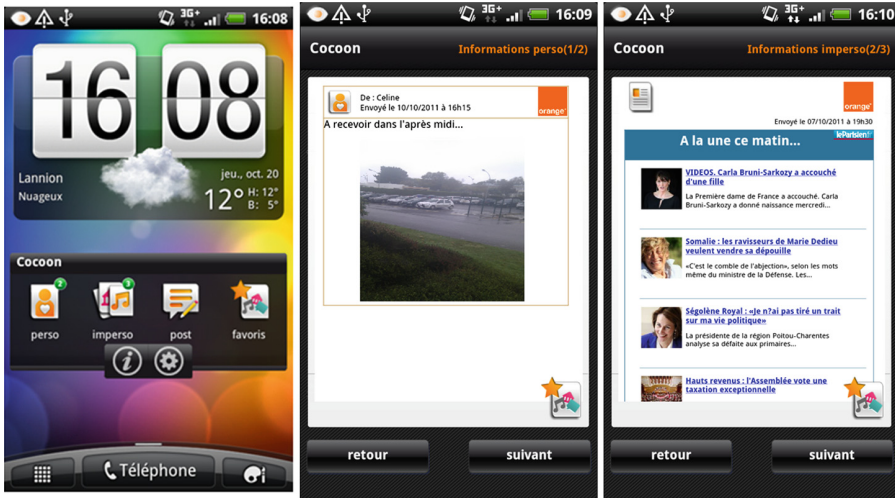 3G+
16:08
16 08
Lannion
Nuageux
jeu., oct. 20
12° H: 12°
B: 5°
Cocoon
2
3
perso
imperso
post
favoris
Téléphone
3G+
16:09
Cocoon
Informations perso(1/2)
De : Celine
Envoyé le 10/10/2011 à 16h15
orange
A recevoir dans l'après midi...
retour
suivant
3G+
16:10
Cocoon
Informations imperso(2/3)
orange
Envoyé le 07/10/2011 à 19h30
leParisien
A la une ce matin...
VIDEOS. Carla Bruni-Sarkozy a accouché
d'une fille
La Première dame de France a accouché. Carla
Bruni-Sarkozy a donné naissance mercredi...
Somalie : les ravisseurs de Marie Dedieu
veulent vendre sa dépouille
«C'est le comble de l'abjection», selon les mots
même du ministre de la Défense. Les...
Ségolène Royal : «Je n?ai pas tiré un trait
sur ma vie politique»
La présidente de la région Poitou-Charentes
analyse sa défaite aux primaires...
Hauts revenus : l'Assemblée vote une
taxation exceptionnelle
retour
suivant